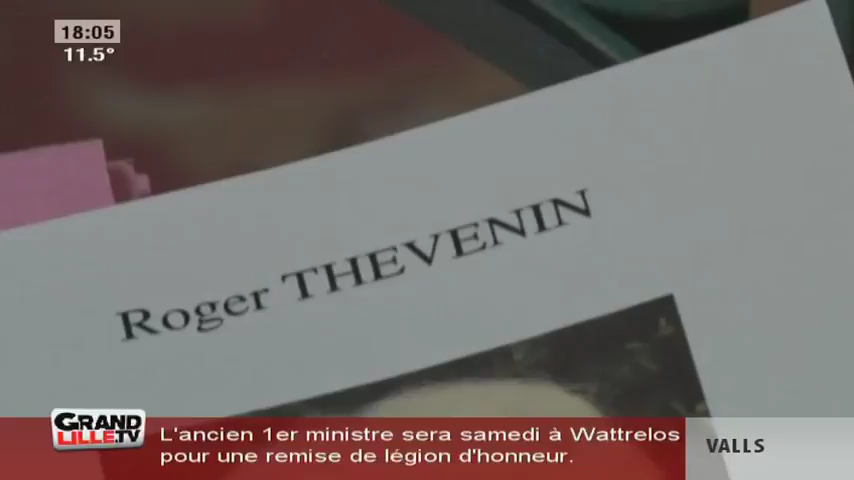 18:05
11.5°
Roger THEVENIN
GRAND
LILLE.TV
L'ancien 1er ministre sera samedi à Wattrelos
pour une remise de légion d'honneur.
VALLS